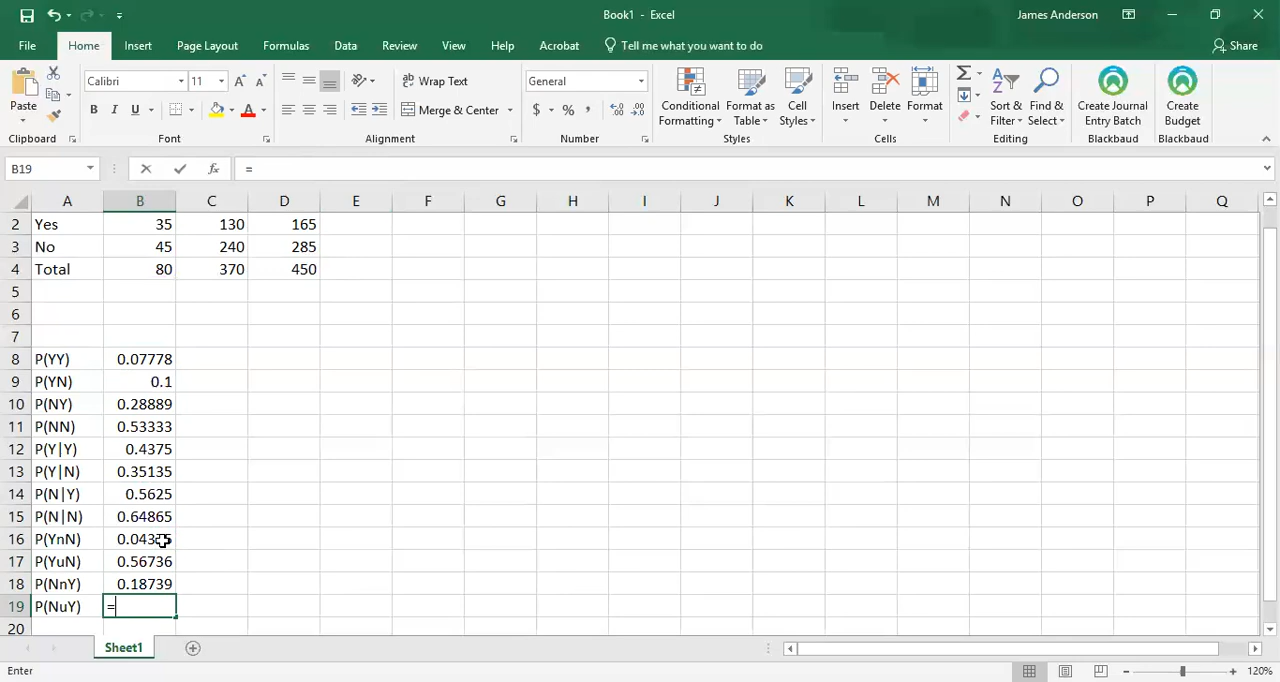 Book1 - Excel
James Anderson
File Home Insert Page Layout Formulas Data Review View Help Acrobat Tell me what you want to do Share
Paste
Calibri 11 A A
B I U A
Wrap Text
Merge & Center
General
$ % ,
Conditional Formatting
Format as Table
Cell Styles
Insert
Delete
Format
Sort & Filter
Find & Select
Create Journal Entry Batch
Create Budget
Clipboard Font Alignment Number Styles Cells Editing Blackbaud Blackbaud
B19 fx =
A B C D E F G H I J K L M N O P Q
2 Yes 35 130 165
3 No 45 240 285
4 Total 80 370 450
5
6
7
8 P(YY) 0.07778
9 P(YN) 0.1
10 P(NY) 0.28889
11 P(NN) 0.53333
12 P(Y|Y) 0.4375
13 P(Y|N) 0.35135
14 P(N|Y) 0.5625
15 P(N|N) 0.64865
16 P(YnN)
17 P(YuN) 0.56736
18 P(NnY) 0.18739
19 P(NuY) =
20
Sheet1
Enter 120%